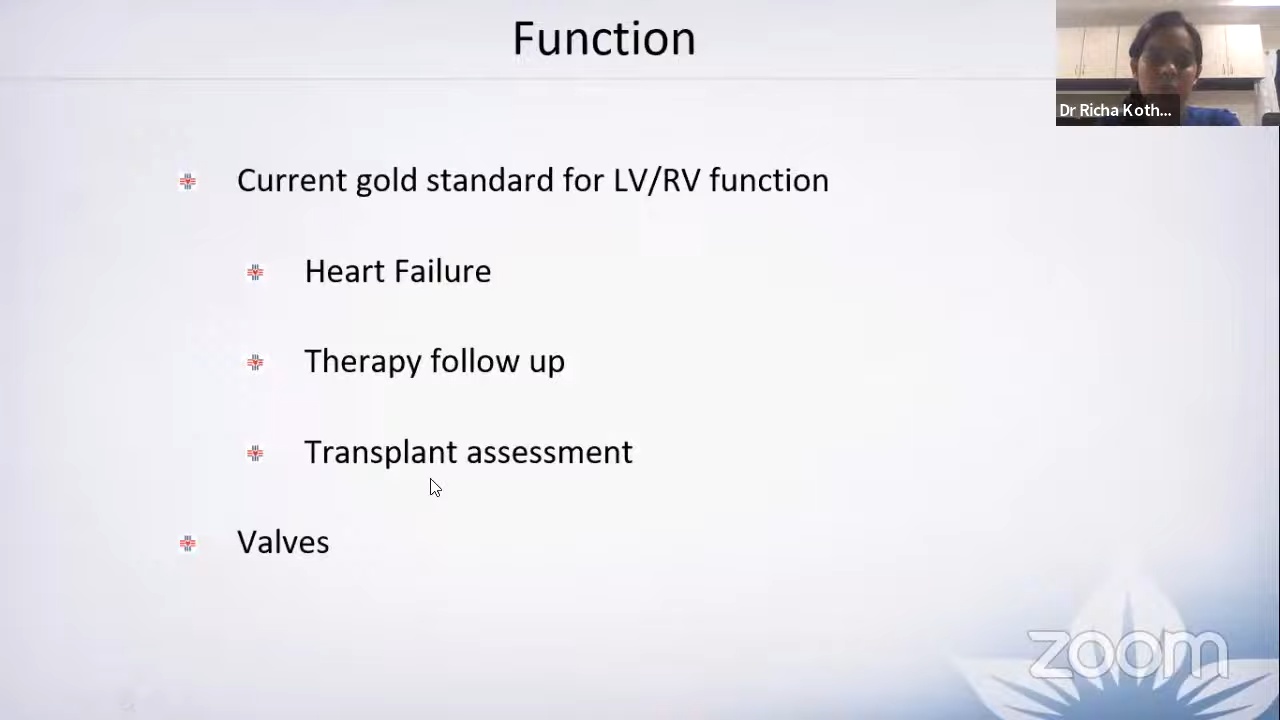 Function
Dr Richa Koth...
Current gold standard for LV/RV function
Heart Failure
Therapy follow up
Transplant assessment
Valves
zoom